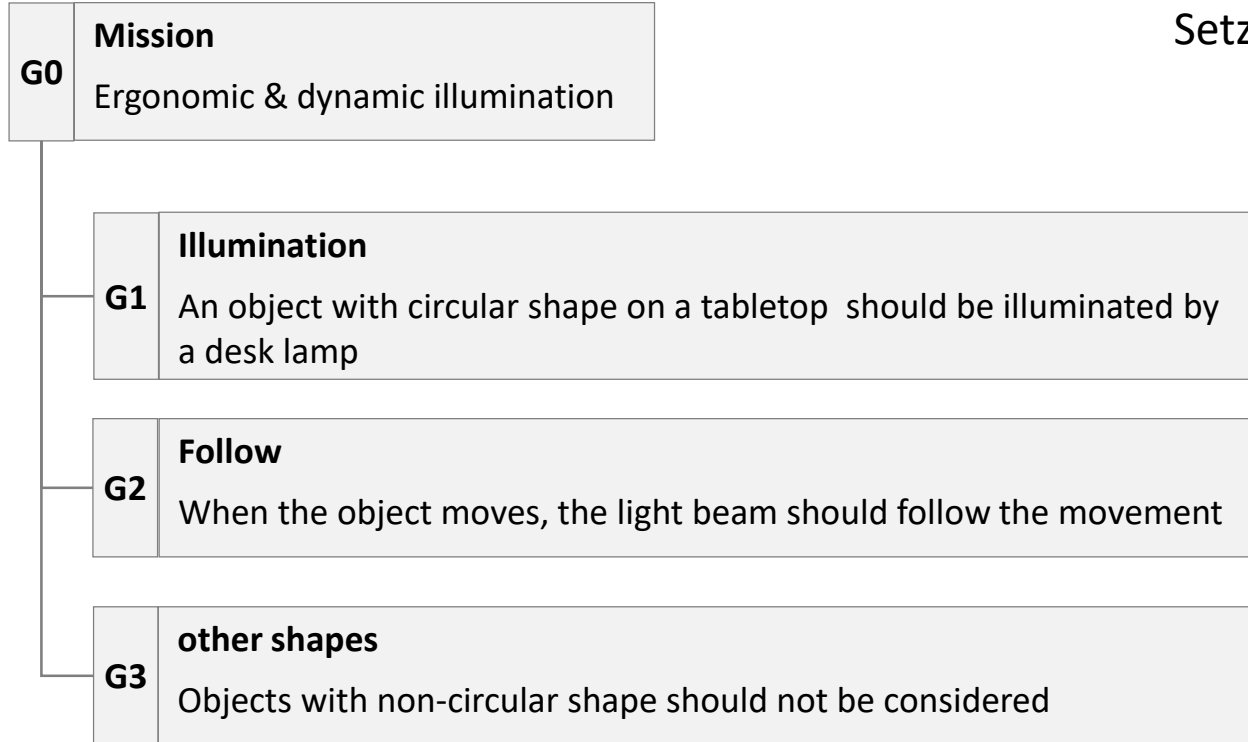 Setz
Mission
G0
Ergonomic & dynamic illumination
Illumination
G1
An object with circular shape on a tabletop should be illuminated by
a desk lamp
Follow
G2
When the object moves, the light beam should follow the movement
other shapes
G3
Objects with non-circular shape should not be considered